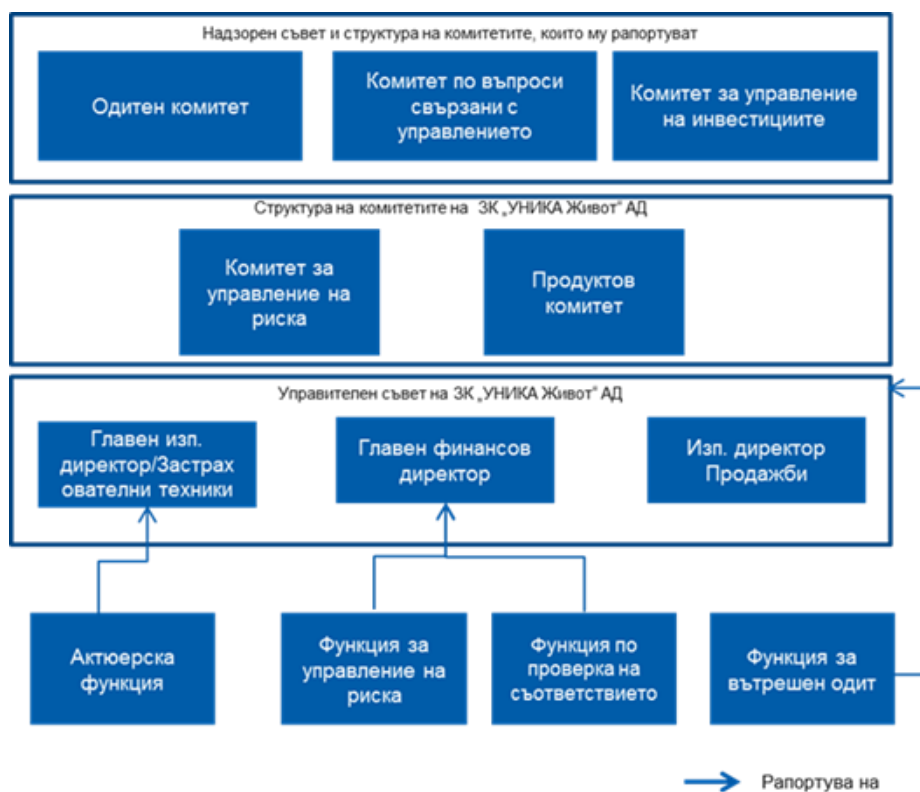 Надзорен съвет и структура на комитетите, които му рапортуват
Одитен комитет
Комитет по въпроси
свързани с
управлението
Комитет за управление
на инвестициите
Структура на комитетите на ЗК „УНИКА Живот“ АД
Комитет за
управление на
риска
Продуктов
комитет
Управителен съвет на ЗК „УНИКА Живот“ АД
Главен изп.
директор/Застрах
ователни техники
Главен финансов
директор
Изп. директор
Продажби
Актюерска
функция
Функция за
управление на
риска
Функция по
проверка на
съответствието
Функция за
вътрешен одит
Рапортува на